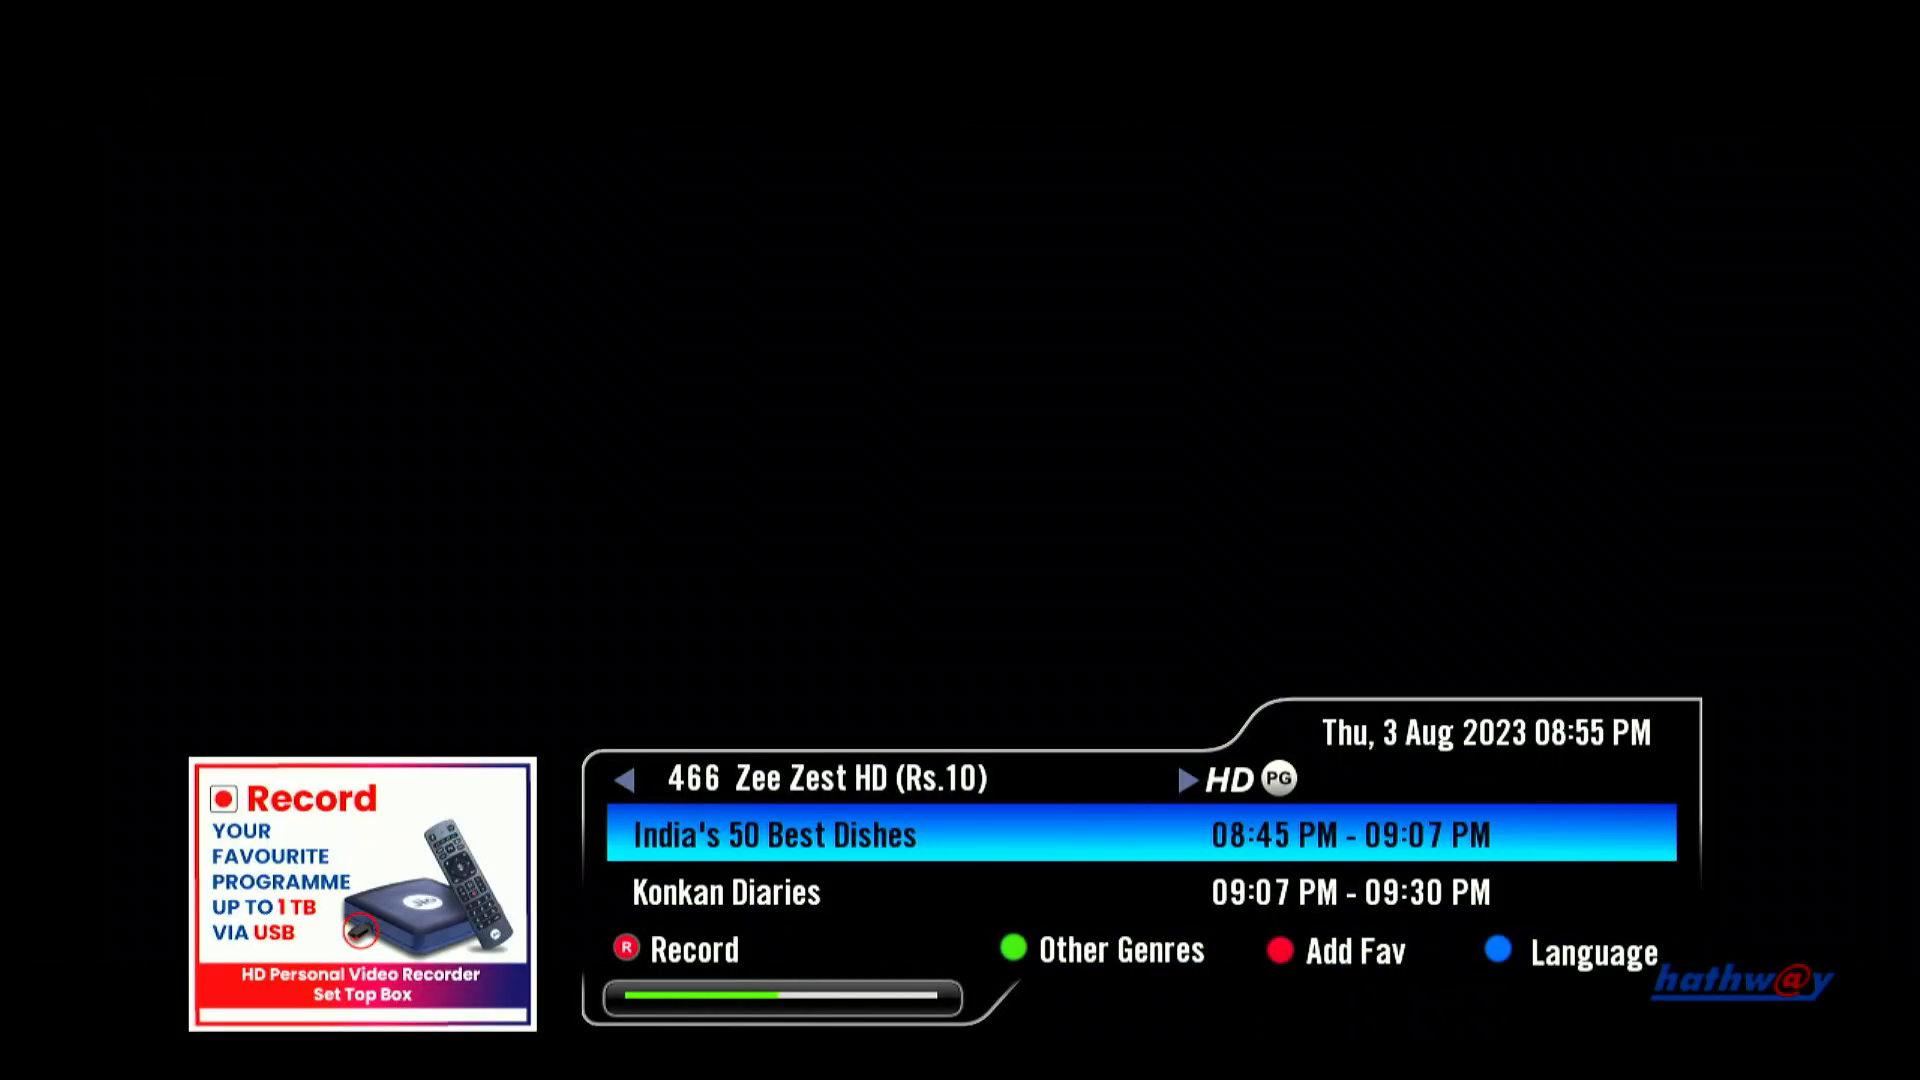 Thu, 3 Aug 2023 08:55 PM
466 Zee Zest HD (Rs.10) HD PG
India's 50 Best Dishes 08:45 PM - 09:07 PM
Konkan Diaries 09:07 PM - 09:30 PM
R Record Other Genres Add Fav Language
hathw@y
Record
YOUR
FAVOURITE
PROGRAMME
UP TO 1 TB
VIA USB
Jio
HD Personal Video Recorder
Set Top Box